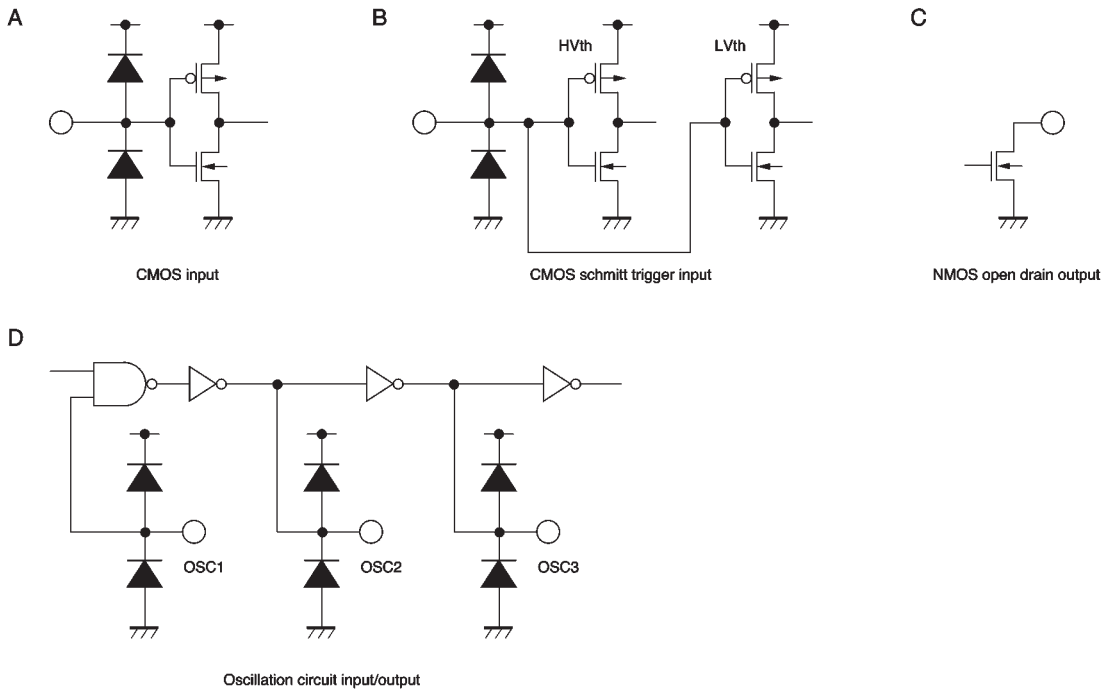 A
B
C
HVth
LVth
CMOS input
CMOS schmitt trigger input
NMOS open drain output
D
OSC1
OSC2
OSC3
Oscillation circuit input/output